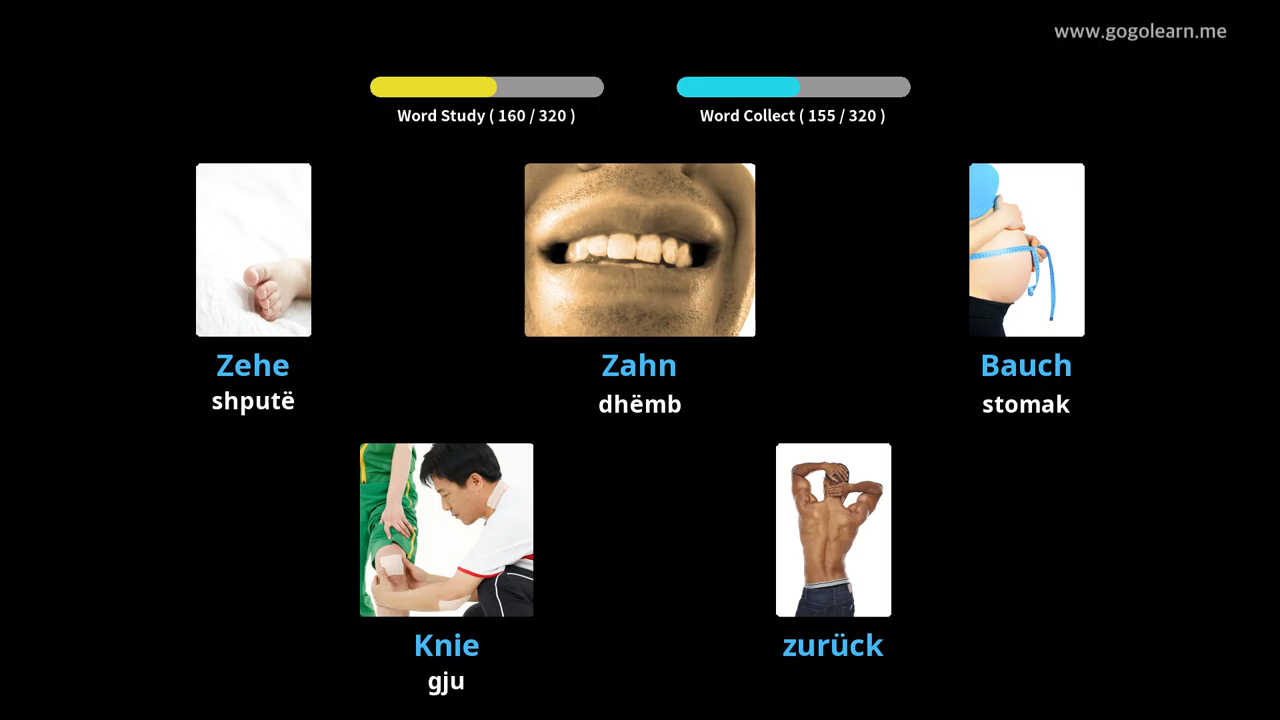 www.gogolearn.me
Word Study ( 160 / 320 )
Word Collect ( 155 / 320 )
Zehe
shputë
Zahn
dhëmb
Bauch
stomak
Knie
gju
zurück